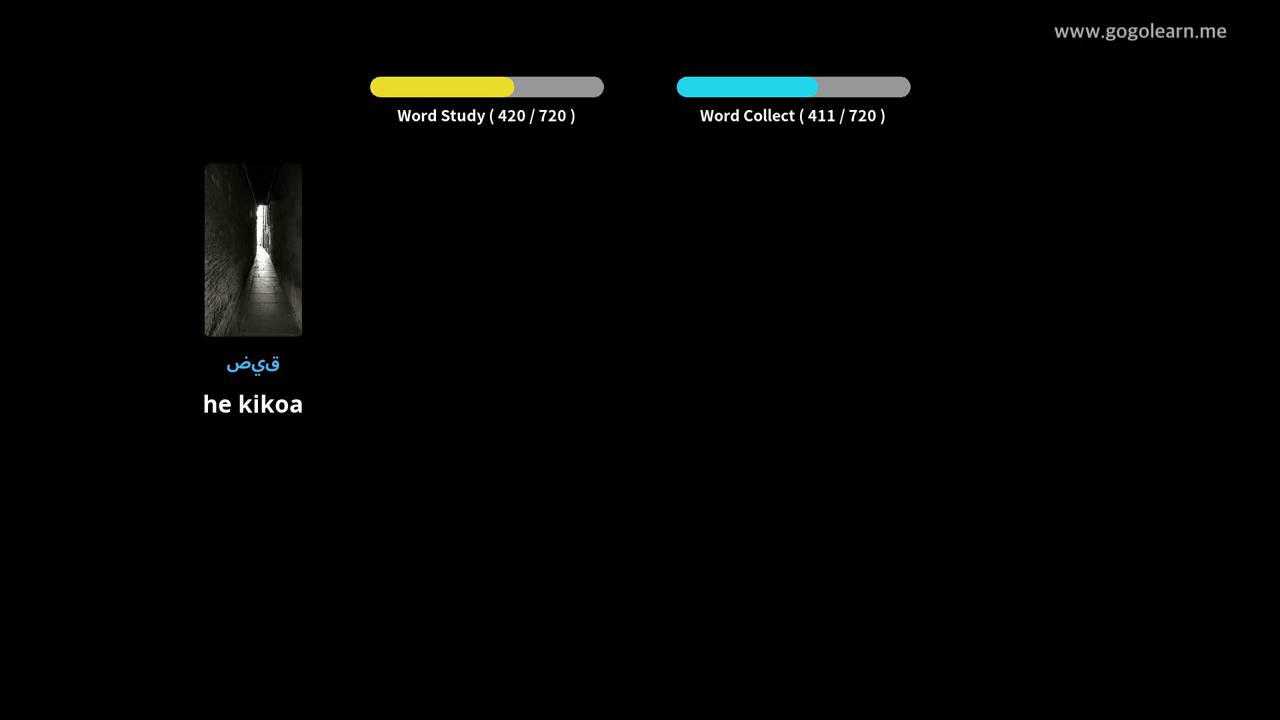 www.gogolearn.me
Word Study ( 420 / 720 )
Word Collect ( 411 / 720 )
قيض
he kikoa